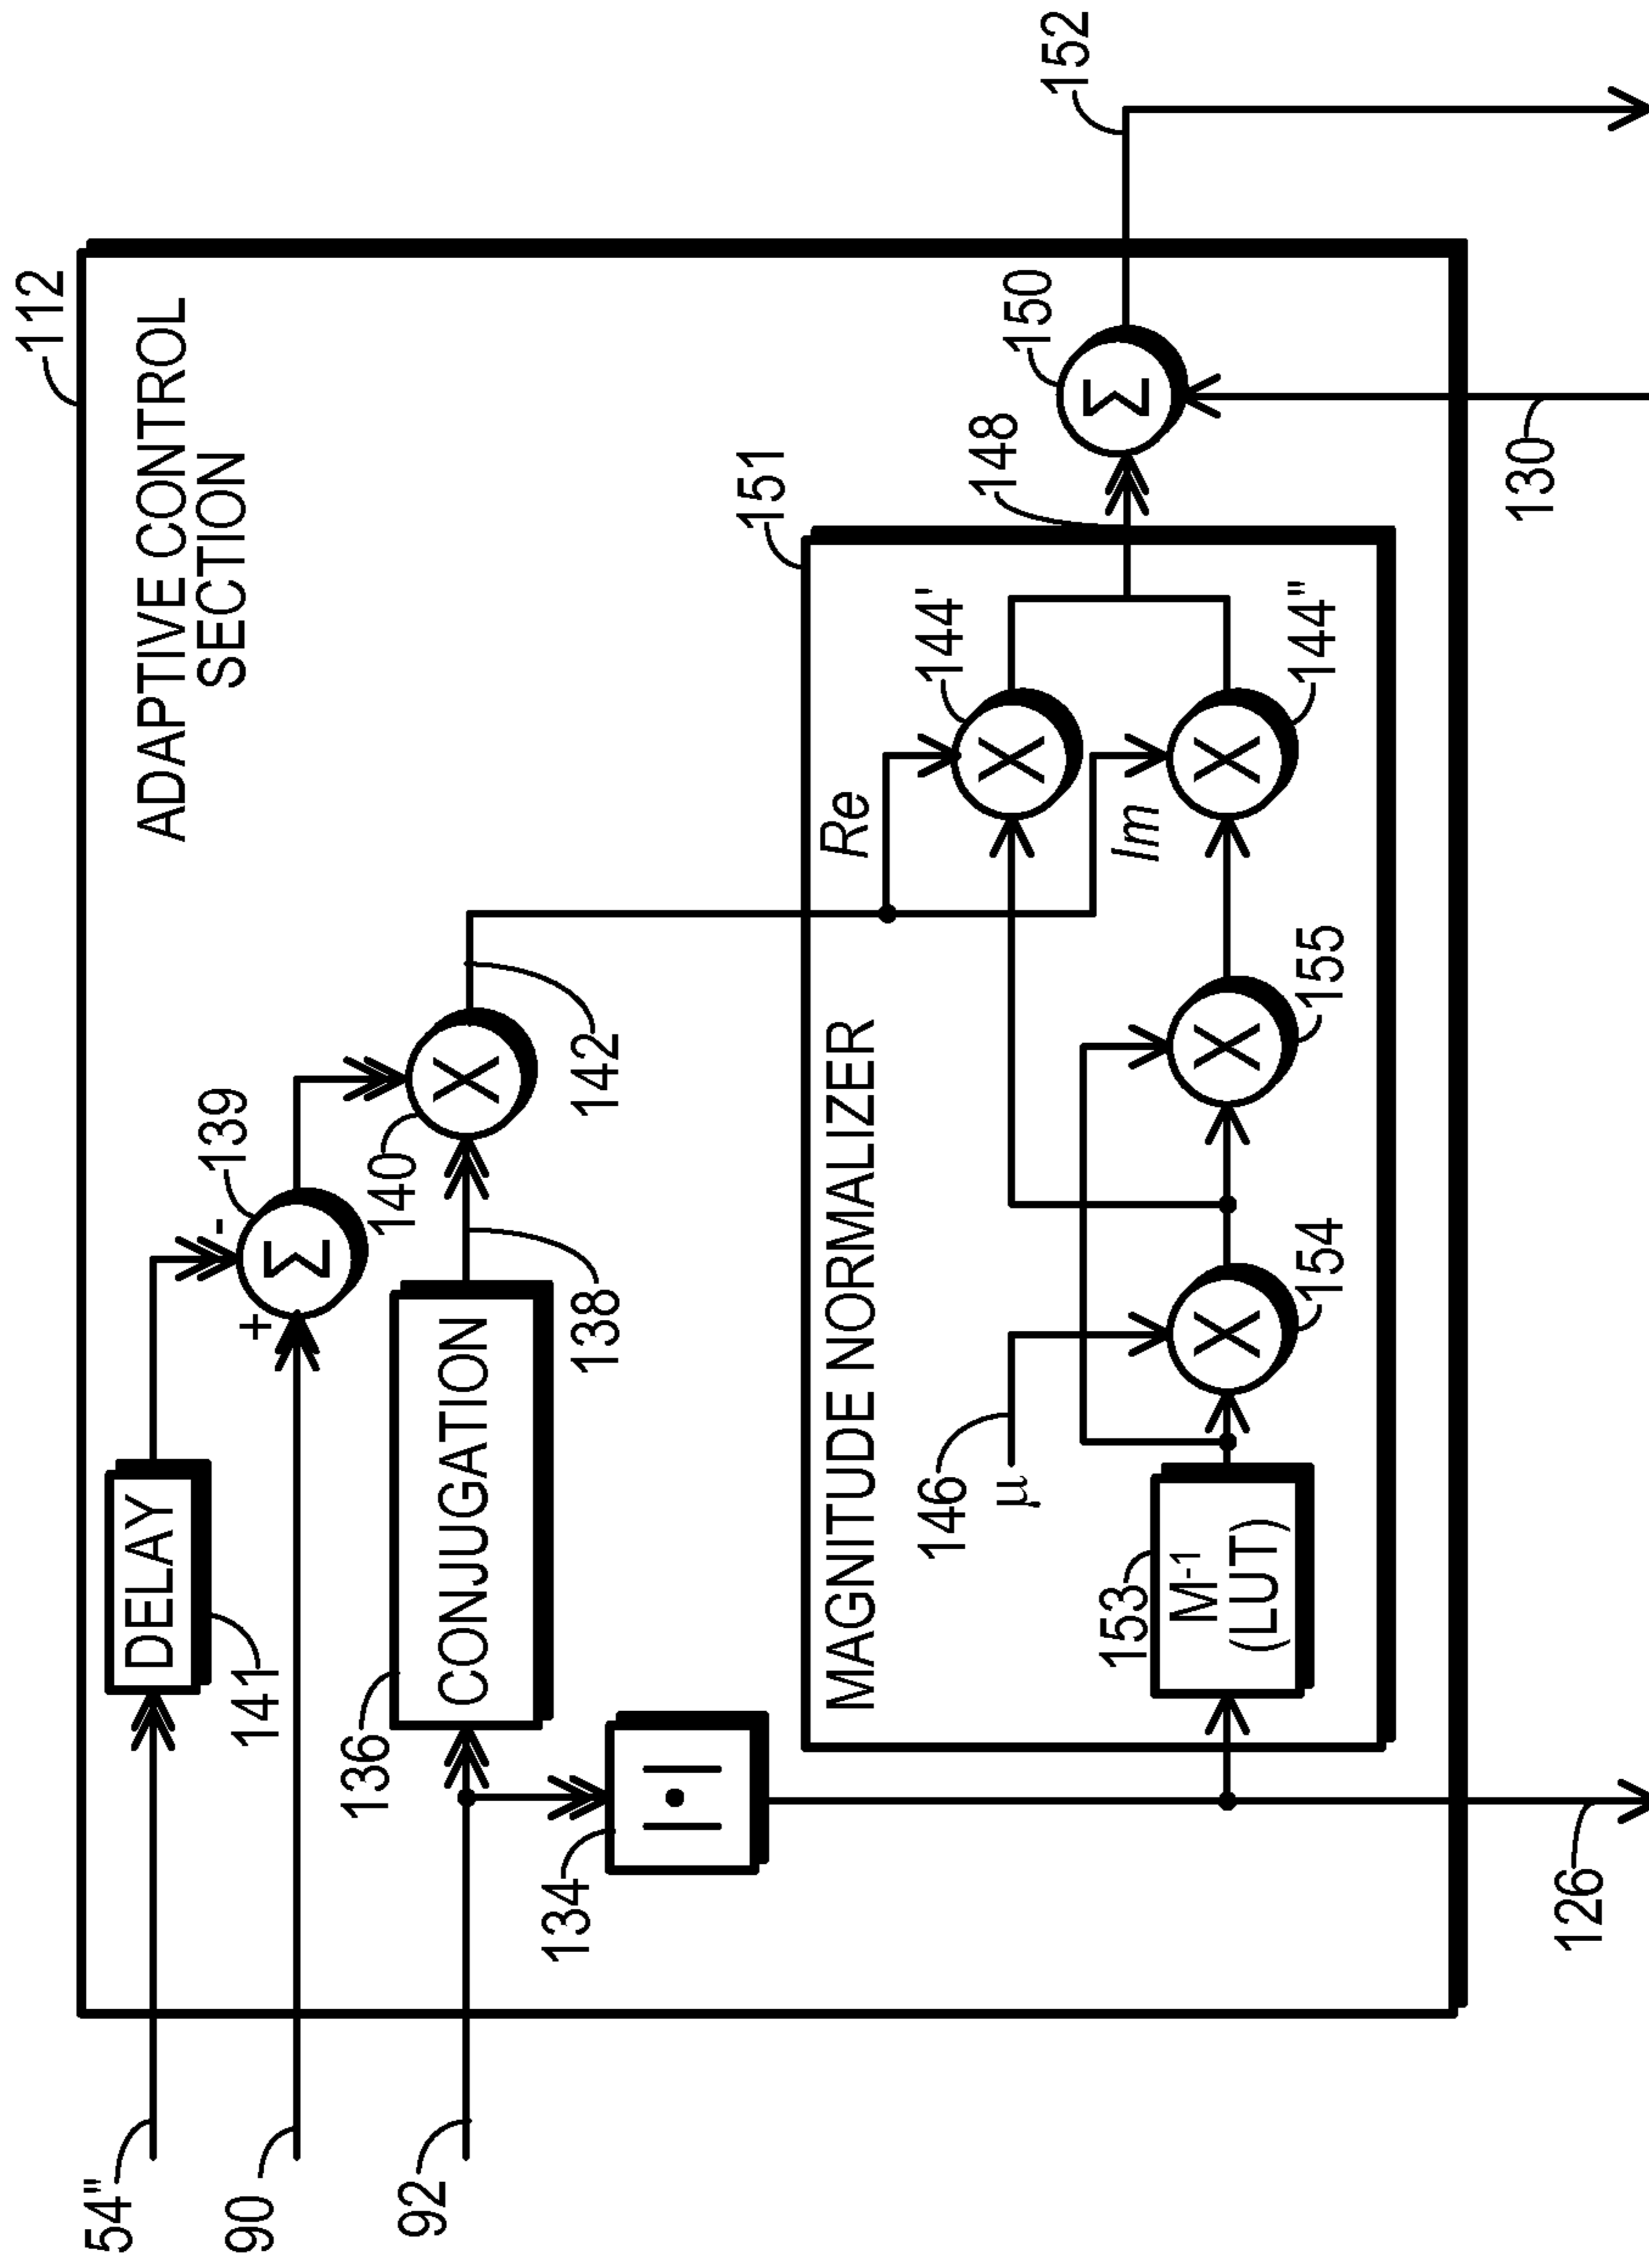 112
ADAPTIVE CONTROL
SECTION
54"
DELAY
141
-
139
+
Σ
90
140
X
142
136
CONJUGATION
138
92
134
|•|
151
MAGNITUDE NORMALIZER
Re
144'
X
148
150
Σ
152
146
μ
Im
153
M-1
(LUT)
X
154
X
155
X
144"
126
130